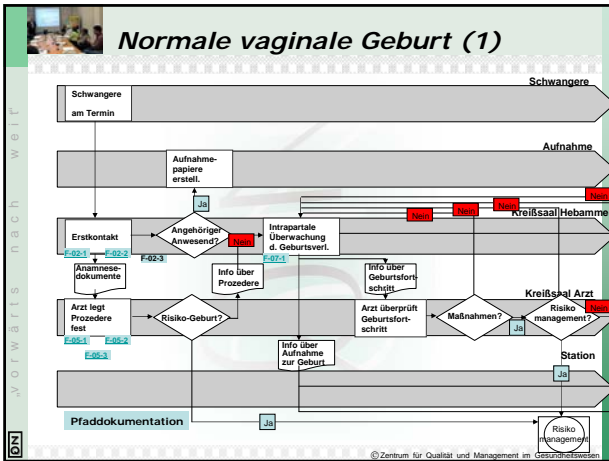 Normale vaginale Geburt (1)
Schwangere
Schwangere
am Termin
Aufnahme
Aufnahme-
papiere
erstell.
Ja
Nein
Nein
Nein
Kreißsaal Hebamme
Erstkontakt
Angehöriger
Anwesend?
Nein
Intrapartale
Überwachung
d. Geburtsverl.
F-02-1
F-02-2
F-02-3
F-07-1
Anamnese-
dokumente
Info über
Prozedere
Info über
Geburtsfort-
schritt
Kreißsaal Arzt
Arzt legt
Prozedere
fest
Risiko-Geburt?
Arzt überprüft
Geburtsfort-
schritt
Maßnahmen?
Ja
Risiko
management?
Nein
F-05-1
F-05-2
F-05-3
Info über
Aufnahme
zur Geburt
Station
Ja
Pfaddokumentation
Ja
Risiko
management
„vorwärts nach weit“
© Zentrum für Qualität und Management im Gesundheitswesen